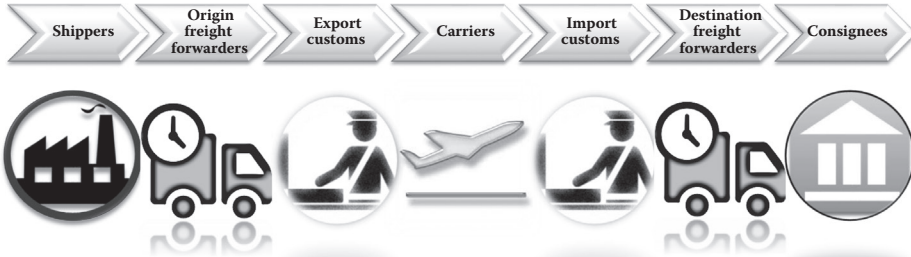 Shippers
Origin
freight
forwarders
Export
customs
Carriers
Import
customs
Destination
freight
forwarders
Consignees